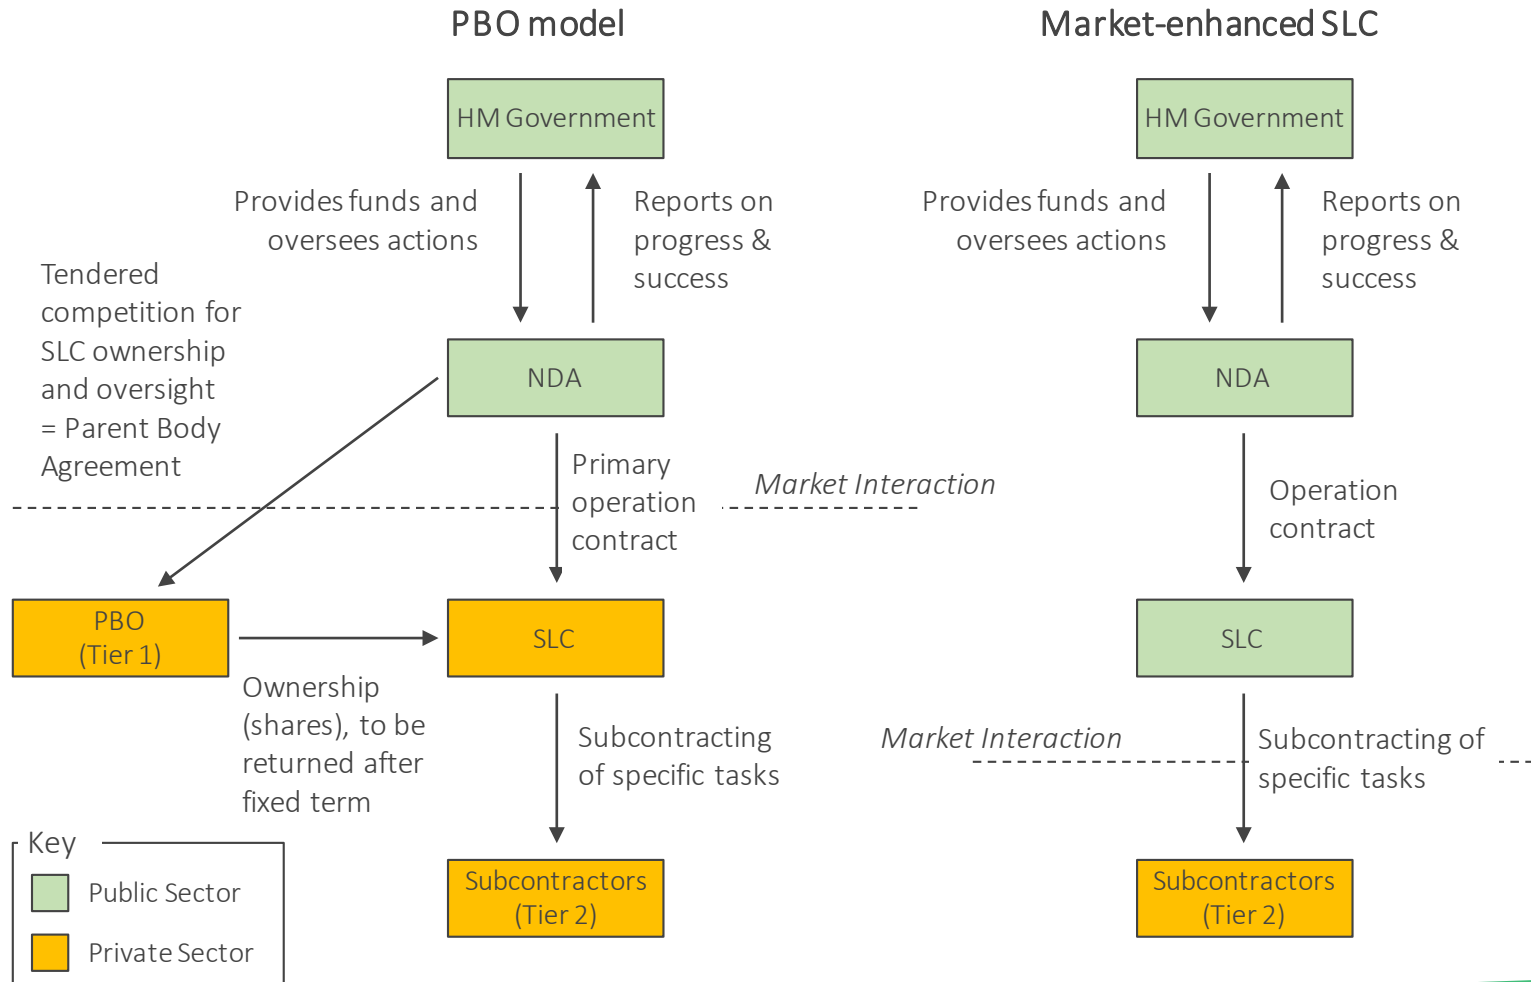 PBO model
HM Government
Provides funds and
oversees actions
Reports on
progress &
success
Tendered
competition for
SLC ownership
and oversight
= Parent Body
Agreement
NDA
Primary
operation
contract
Market Interaction
PBO
(Tier 1)
SLC
Ownership
(shares), to be
returned after
fixed term
Subcontracting
of specific tasks
Subcontractors
(Tier 2)
Key
Public Sector
Private Sector
Market-enhanced SLC
HM Government
Provides funds and
oversees actions
Reports on
progress &
success
NDA
Operation
contract
SLC
Market Interaction
Subcontracting of
specific tasks
Subcontractors
(Tier 2)